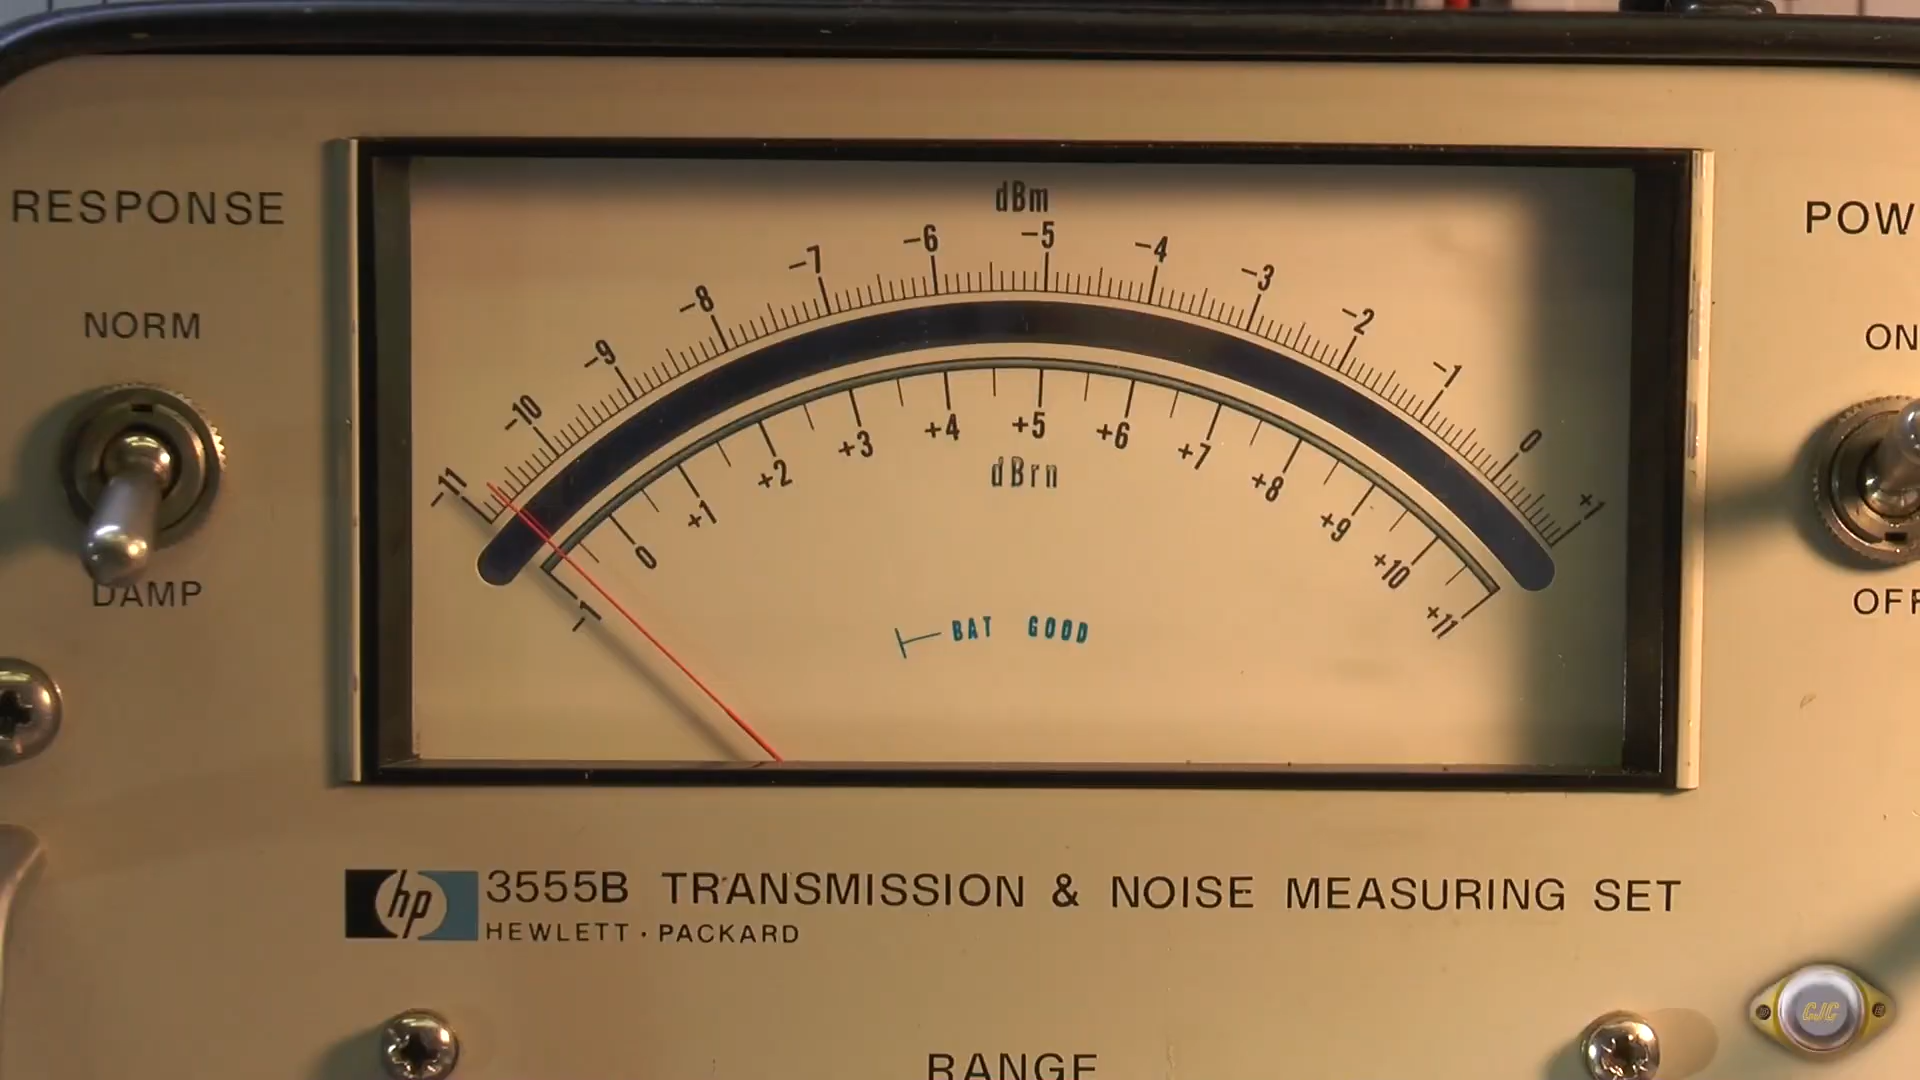 RESPONSE
NORM
DAMP
dBm
-11 -10 -9 -8 -7 -6 -5 -4 -3 -2 -1 0 +1
-1 0 +1 +2 +3 +4 +5 +6 +7 +8 +9 +10 +11
dBrn
BAT GOOD
POW
ON
OFF
hp 3555B TRANSMISSION & NOISE MEASURING SET
HEWLETT · PACKARD
RANGE
CJC